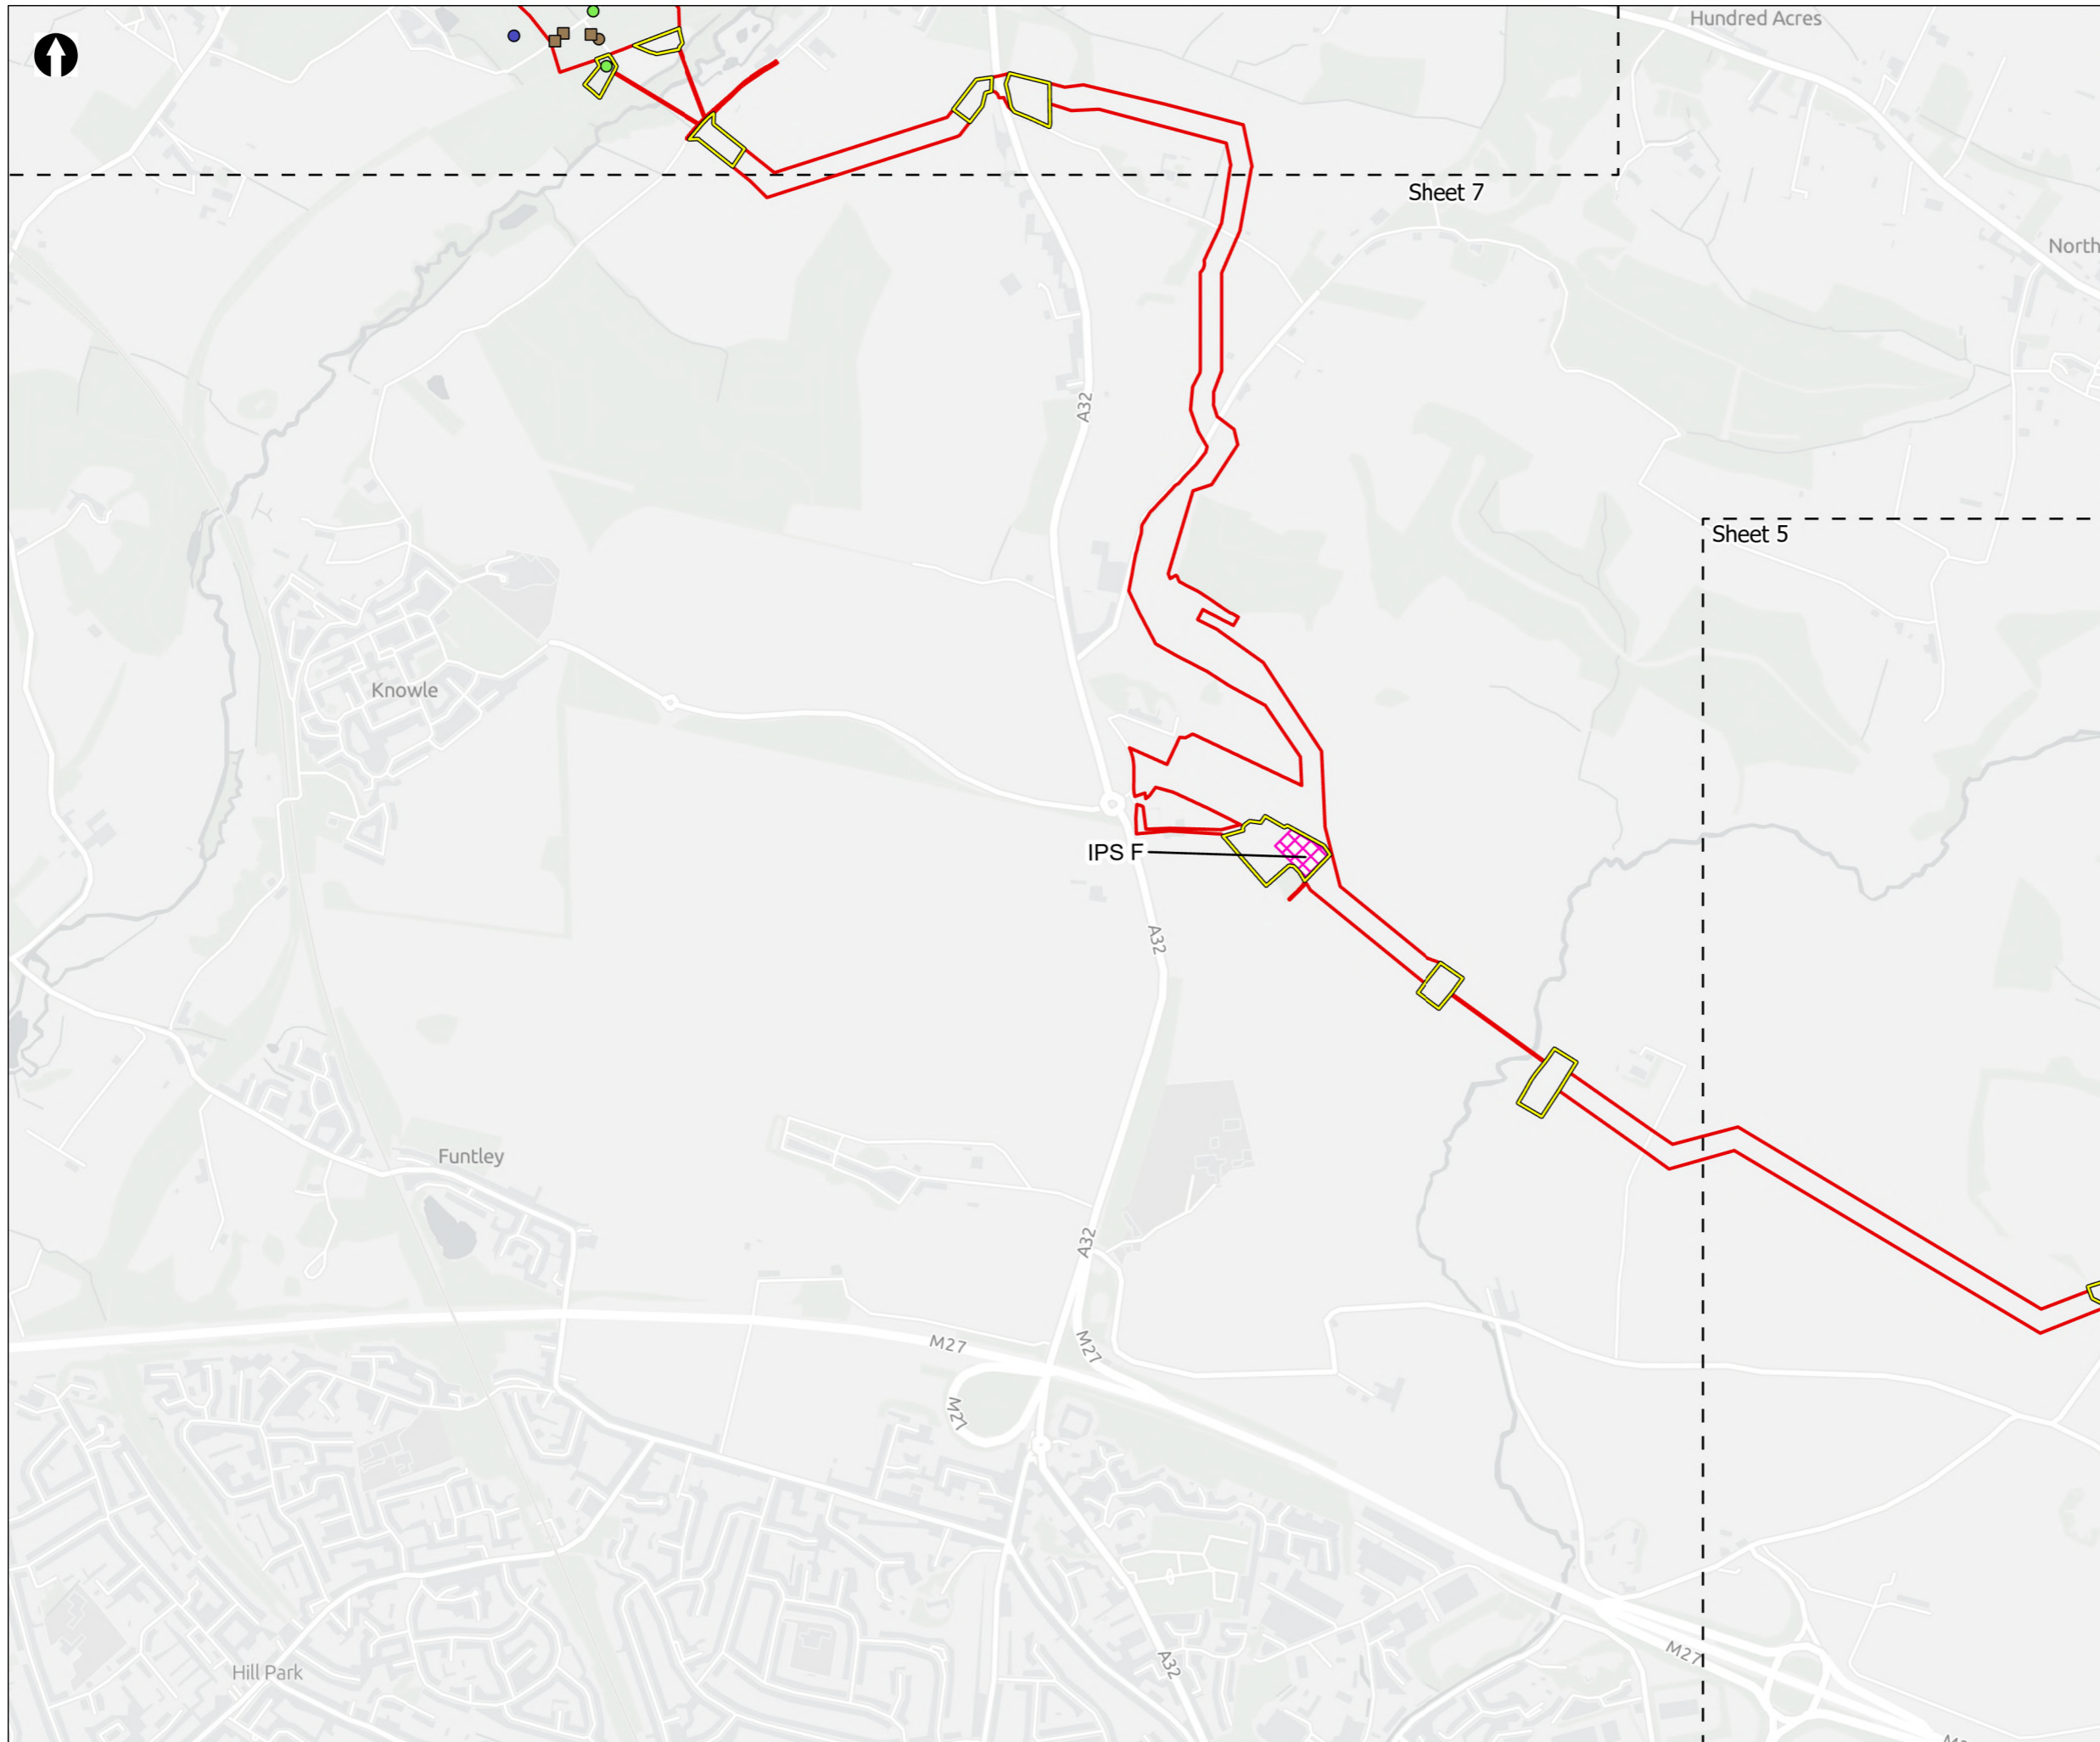 Hundred Acres
Sheet 7
North
A32
Sheet 5
Knowle
IPS F
A32
Funtley
A32
M27
M27
M27
Hill Park
A32
M27